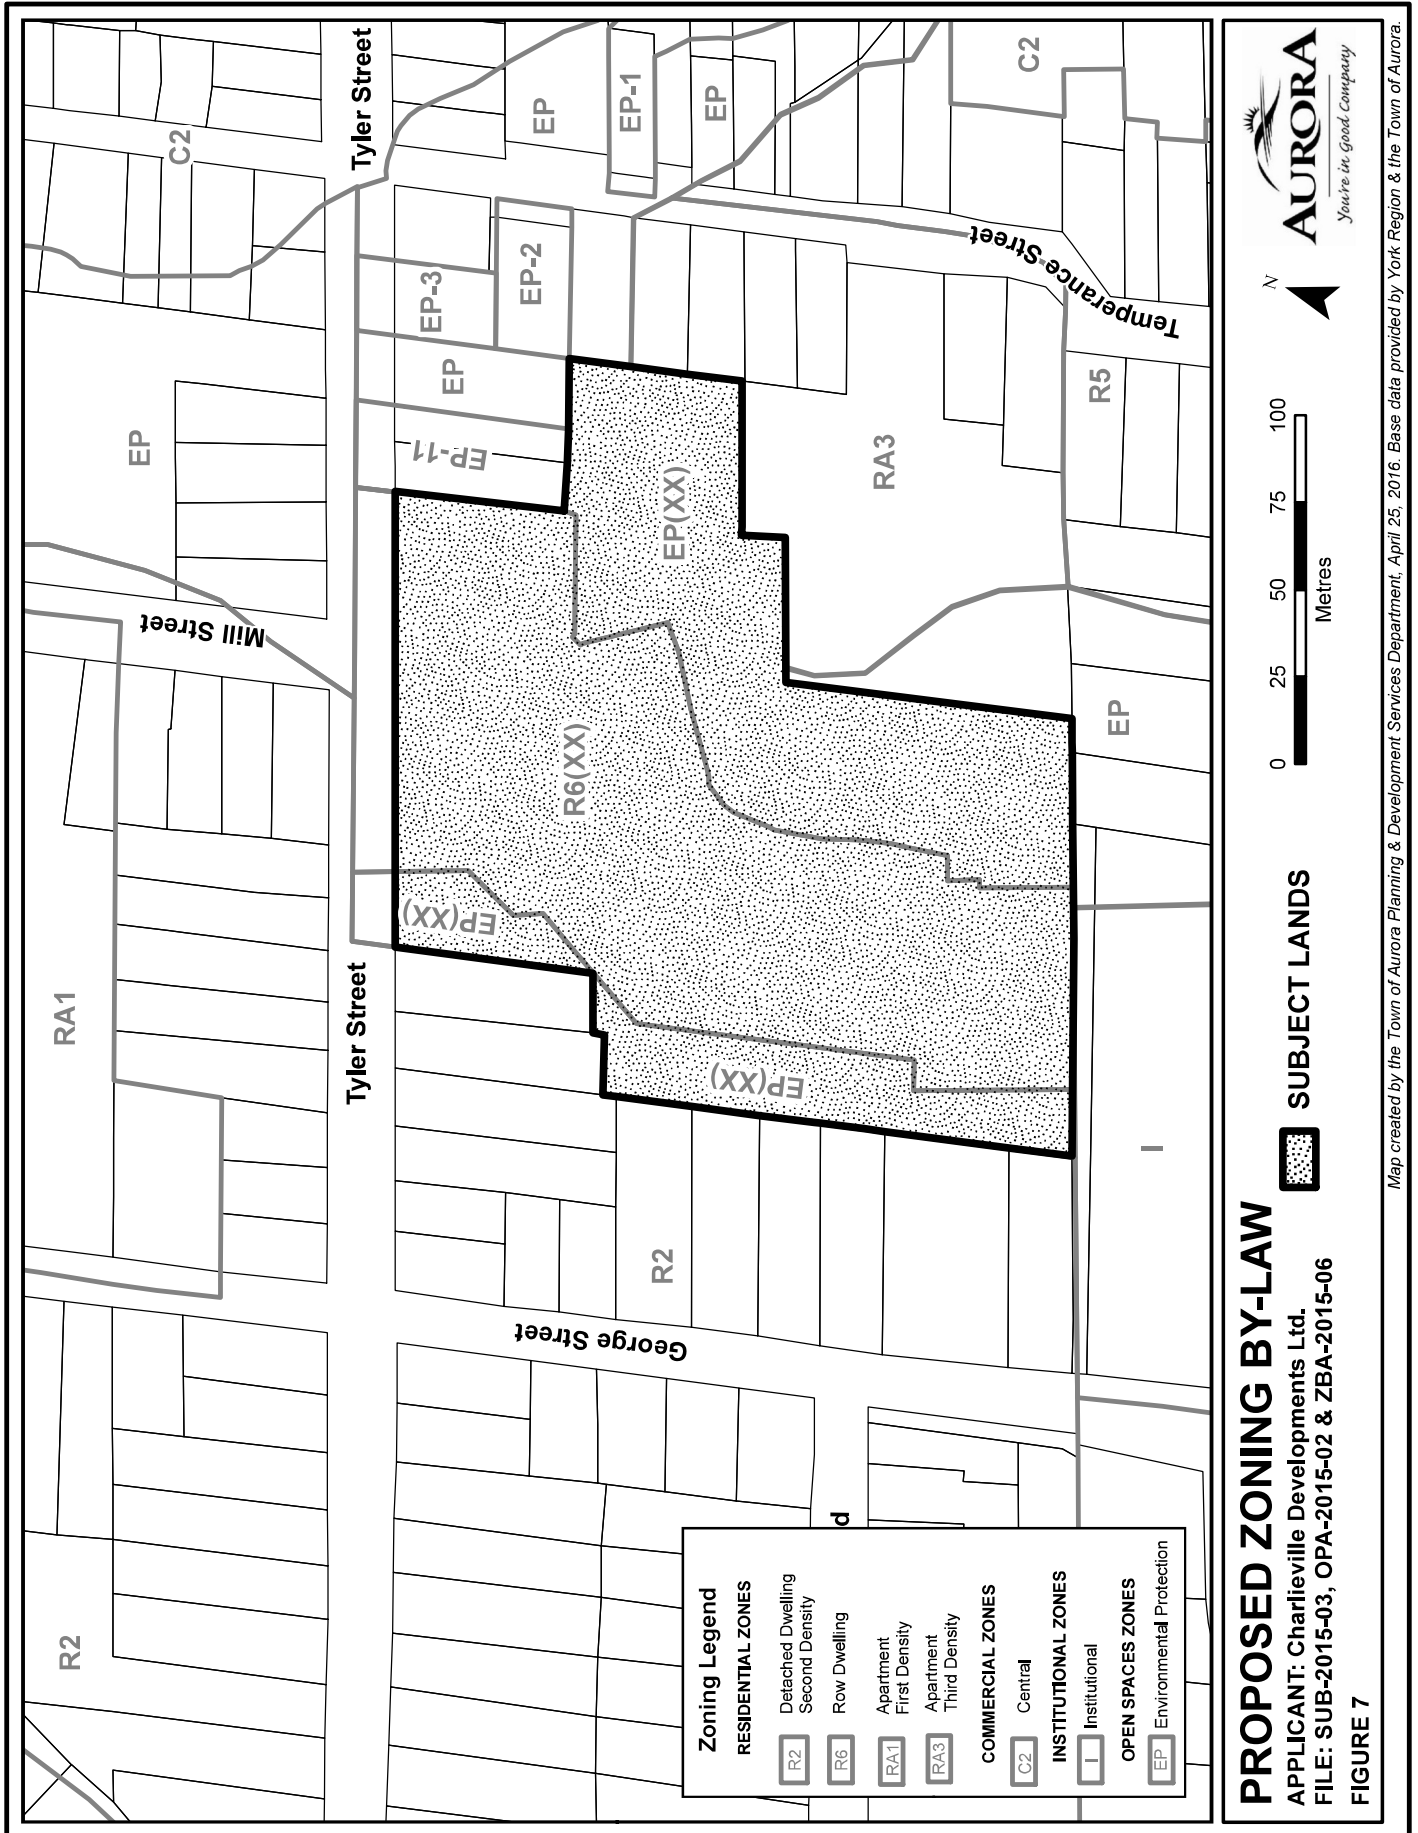 Tyler Street
Tyler Street
Mill Street
George Street
Temperance Street
d
C2
EP
EP-1
EP
C2
EP-3
EP-2
EP
EP-11
EP
RA3
R5
EP(XX)
R6(XX)
EP
EP(XX)
EP(XX)
RA1
R2
I
R2
Zoning Legend
RESIDENTIAL ZONES
R2 Detached Dwelling
Second Density
R6 Row Dwelling
RA1 Apartment
First Density
RA3 Apartment
Third Density
COMMERCIAL ZONES
C2 Central
INSTITUTIONAL ZONES
I Institutional
OPEN SPACES ZONES
EP Environmental Protection
PROPOSED ZONING BY-LAW
APPLICANT: Charlieville Developments Ltd.
FILE: SUB-2015-03, OPA-2015-02 & ZBA-2015-06
FIGURE 7
SUBJECT LANDS
0 25 50 75 100
Metres
N
AURORA
You're in Good Company
Map created by the Town of Aurora Planning & Development Services Department, April 25, 2016. Base data provided by York Region & the Town of Aurora.